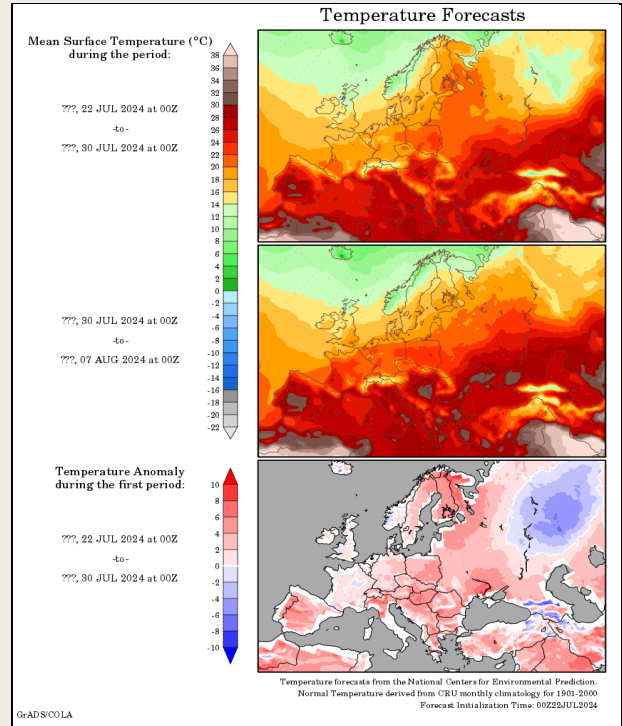 Temperature Forecasts
Mean Surface Temperature (°C)
during the period:
38
36
34
32
30
28
26
24
22
20
18
16
14
12
10
8
6
4
2
0
-2
-4
-6
-8
-10
-12
-14
-16
-20
-22
???, 22 JUL 2024 at 00Z
-to-
???, 30 JUL 2024 at 00Z
???, 30 JUL 2024 at 00Z
-to-
???, 07 AUG 2024 at 00Z
Temperature Anomaly
during the first period:
10
8
6
4
2
0
-2
-4
-6
-8
-10
???, 22 JUL 2024 at 00Z
-to-
???, 30 JUL 2024 at 00Z
Temperature forecasts from the National Centers for Environmental Prediction.
Normal Temperature derived from CRU monthly climatology for 1901-2000
Forecast Initialization Time: 00Z22JUL2024
GrADS/COLA